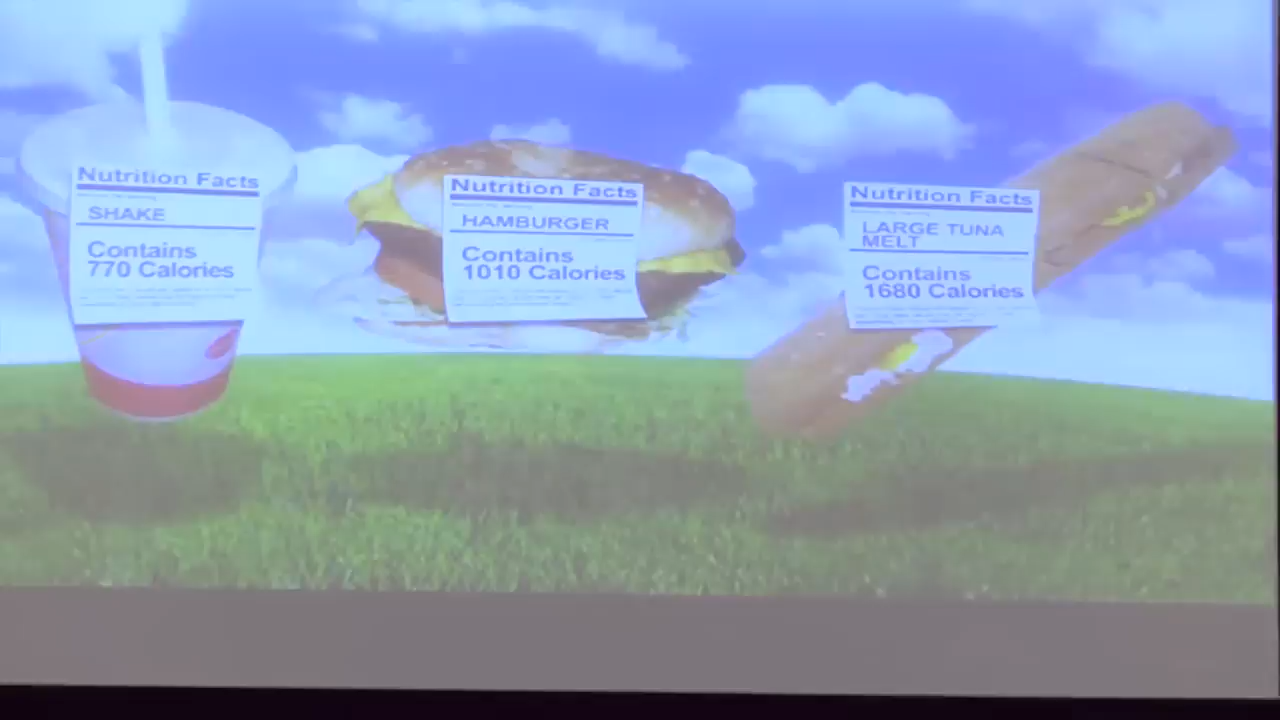 Nutrition Facts
SHAKE
Contains
770 Calories
Nutrition Facts
HAMBURGER
Contains
1010 Calories
Nutrition Facts
LARGE TUNA
MELT
Contains
1680 Calories